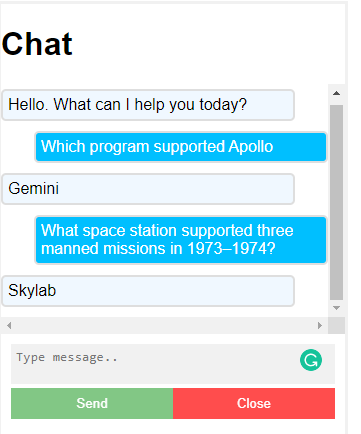 Chat
Hello. What can I help you today?
Which program supported Apollo
Gemini
What space station supported three
manned missions in 1973–1974?
Skylab
Type message..
Send Close